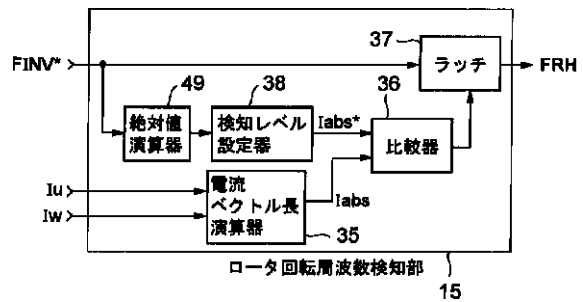 37
FINV*
ラッチ
FRH
49
38
36
絶対値
演算器
検知レベル
設定器
Iabs*
比較器
Iu
Iw
電流
ベクトル長
演算器
Iabs
35
ロータ回転周波数検知部
15